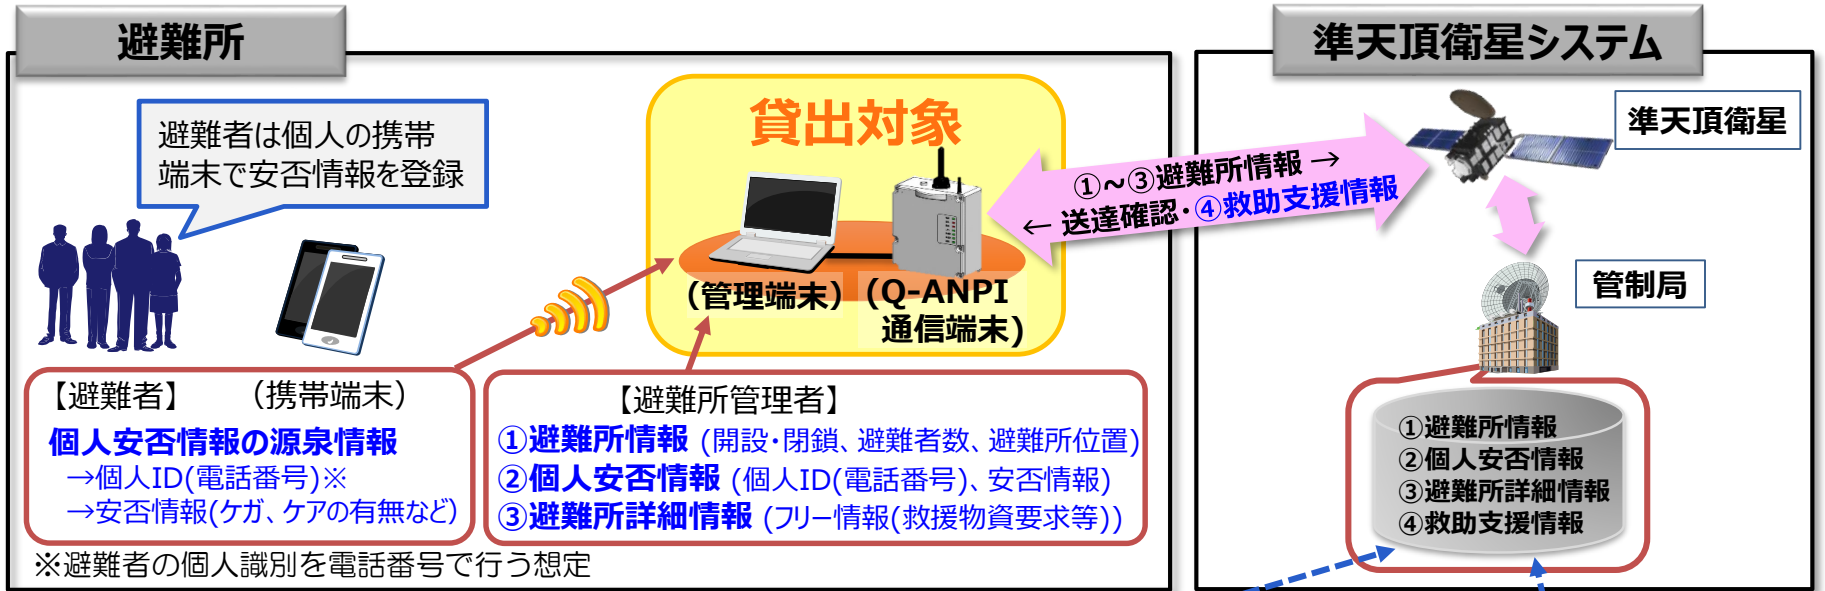 避難所
避難者は個人の携帯
端末で安否情報を登録
貸出対象
(管理端末)
(Q-ANPI
通信端末)
①~③避難所情報 →
← 送達確認・④救助支援情報
【避難者】 (携帯端末)
個人安否情報の源泉情報
→個人ID(電話番号)※
→安否情報(ケガ、ケアの有無など)
【避難所管理者】
①避難所情報 (開設・閉鎖、避難者数、避難所位置)
②個人安否情報 (個人ID(電話番号)、安否情報)
③避難所詳細情報 (フリー情報(救援物資要求等))
※避難者の個人識別を電話番号で行う想定
準天頂衛星システム
準天頂衛星
管制局
①避難所情報
②個人安否情報
③避難所詳細情報
④救助支援情報